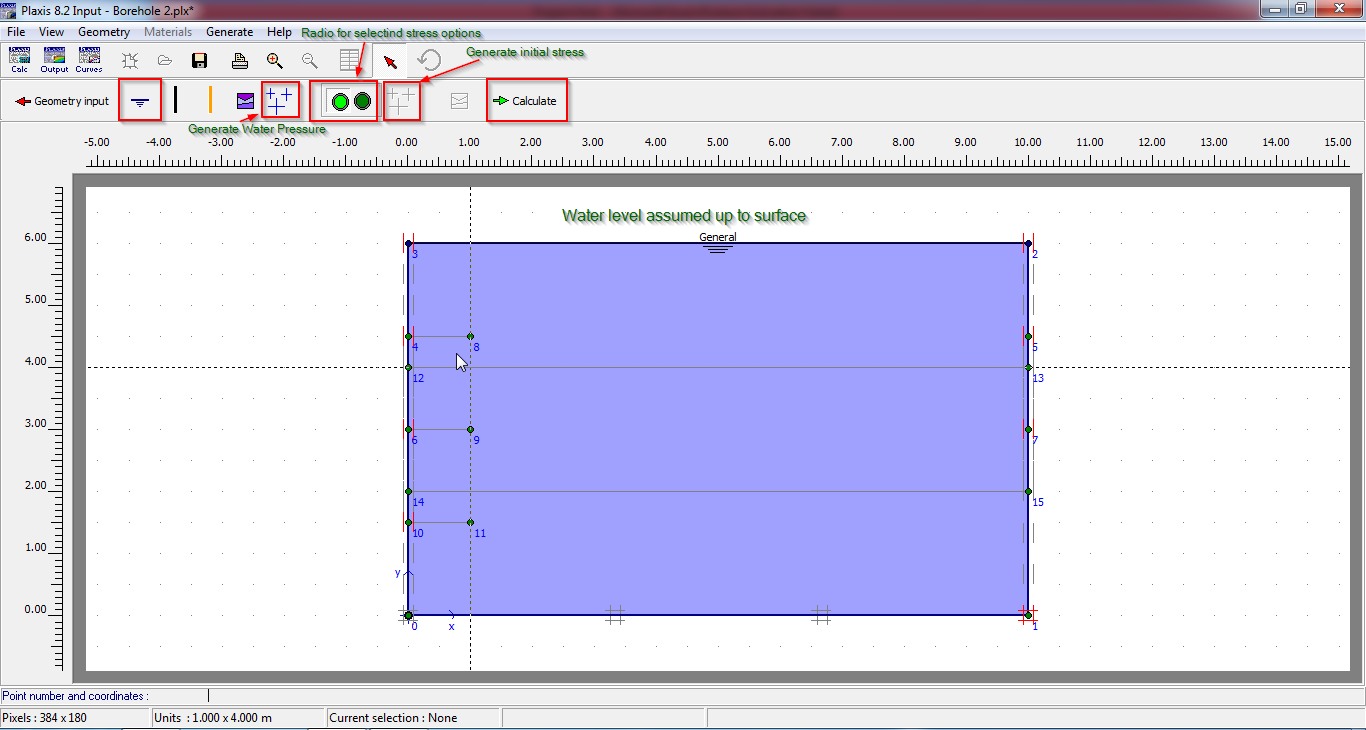 Plaxis 8.2 Input - Borehole 2.plx*
File View Geometry Materials Generate Help Radio for selectind stress options
Generate initial stress
Calc Output Curves
Geometry input
Calculate
Generate Water Pressure
-5.00 -4.00 -3.00 -2.00 -1.00 0.00 1.00 2.00 3.00 4.00 5.00 6.00 7.00 8.00 9.00 10.00 11.00 12.00 13.00 14.00 15.00
Water level assumed up to surface
6.00 General
3 2
5.00
4 8 5
4.00
12 13
3.00
6 9 7
2.00
14 15
10 11
1.00
y
0.00
0 x 1
Point number and coordinates :
Pixels : 384 x 180 Units : 1.000 x 4.000 m Current selection : None